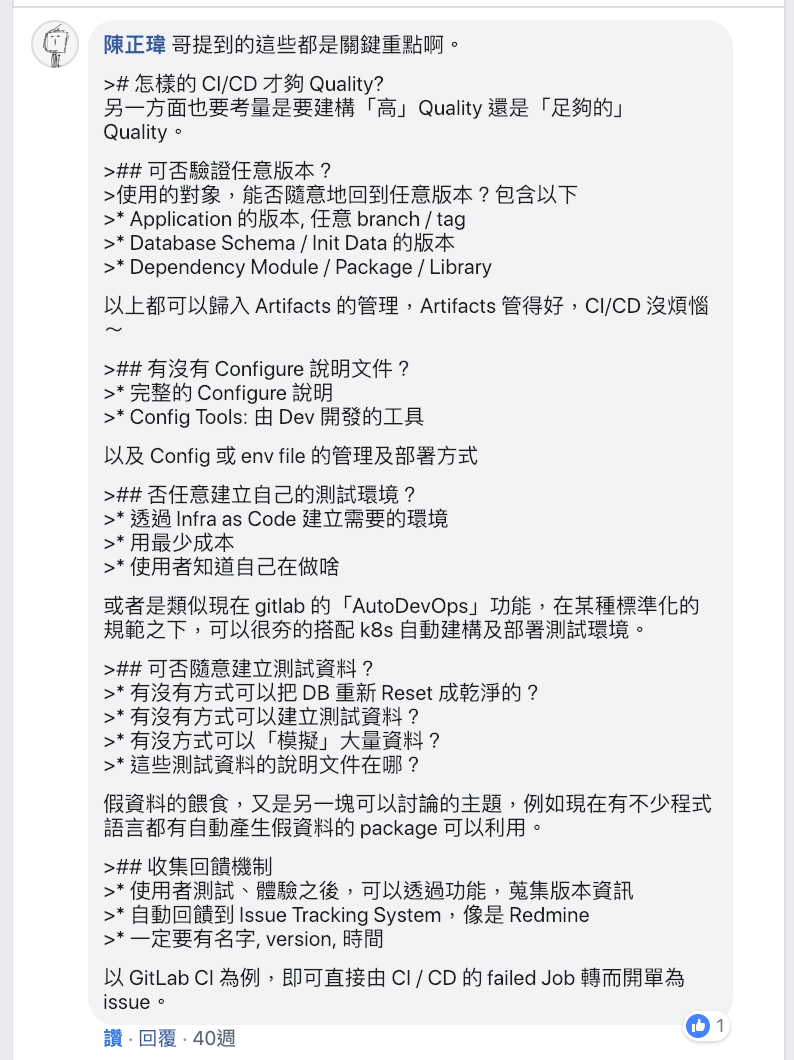 陳正瑋 哥提到的這些都是關鍵重點啊。
># 怎樣的 CI/CD 才夠 Quality?
另一方面也要考量是要建構「高」Quality 還是「足夠的」
Quality。
>## 可否驗證任意版本？
>使用的對象，能否隨意地回到任意版本？包含以下
>* Application 的版本, 任意 branch / tag
>* Database Schema / Init Data 的版本
>* Dependency Module / Package / Library
以上都可以歸入 Artifacts 的管理，Artifacts 管得好，CI/CD 沒煩惱
～
>## 有沒有 Configure 說明文件？
>* 完整的 Configure 說明
>* Config Tools: 由 Dev 開發的工具
以及 Config 或 env file 的管理及部署方式
>## 否任意建立自己的測試環境？
>* 透過 Infra as Code 建立需要的環境
>* 用最少成本
>* 使用者知道自己在做啥
或者是類似現在 gitlab 的「AutoDevOps」功能，在某種標準化的
規範之下，可以很夯的搭配 k8s 自動建構及部署測試環境。
>## 可否隨意建立測試資料？
>* 有沒有方式可以把 DB 重新 Reset 成乾淨的？
>* 有沒有方式可以建立測試資料？
>* 有沒方式可以「模擬」大量資料？
>* 這些測試資料的說明文件在哪？
假資料的餵食，又是另一塊可以討論的主題，例如現在有不少程式
語言都有自動產生假資料的 package 可以利用。
>## 收集回饋機制
>* 使用者測試、體驗之後，可以透過功能，蒐集版本資訊
>* 自動回饋到 Issue Tracking System，像是 Redmine
>* 一定要有名字, version, 時間
以 GitLab CI 為例，即可直接由 CI / CD 的 failed Job 轉而開單為
issue。
1
讚 · 回覆 · 40週